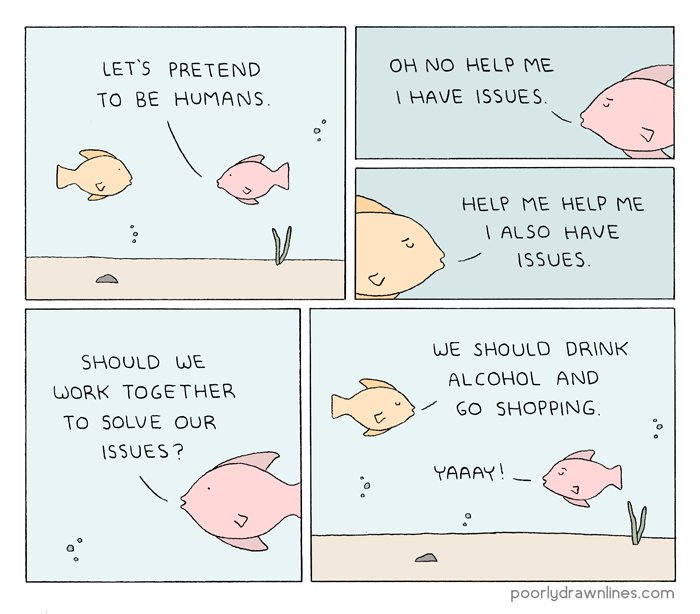 LET'S PRETEND
TO BE HUMANS.
OH NO HELP ME
I HAVE ISSUES.
HELP ME HELP ME
I ALSO HAVE
ISSUES.
SHOULD WE
WORK TOGETHER
TO SOLVE OUR
ISSUES?
WE SHOULD DRINK
ALCOHOL AND
GO SHOPPING.
YAAAY!
poorlydrawnlines.com